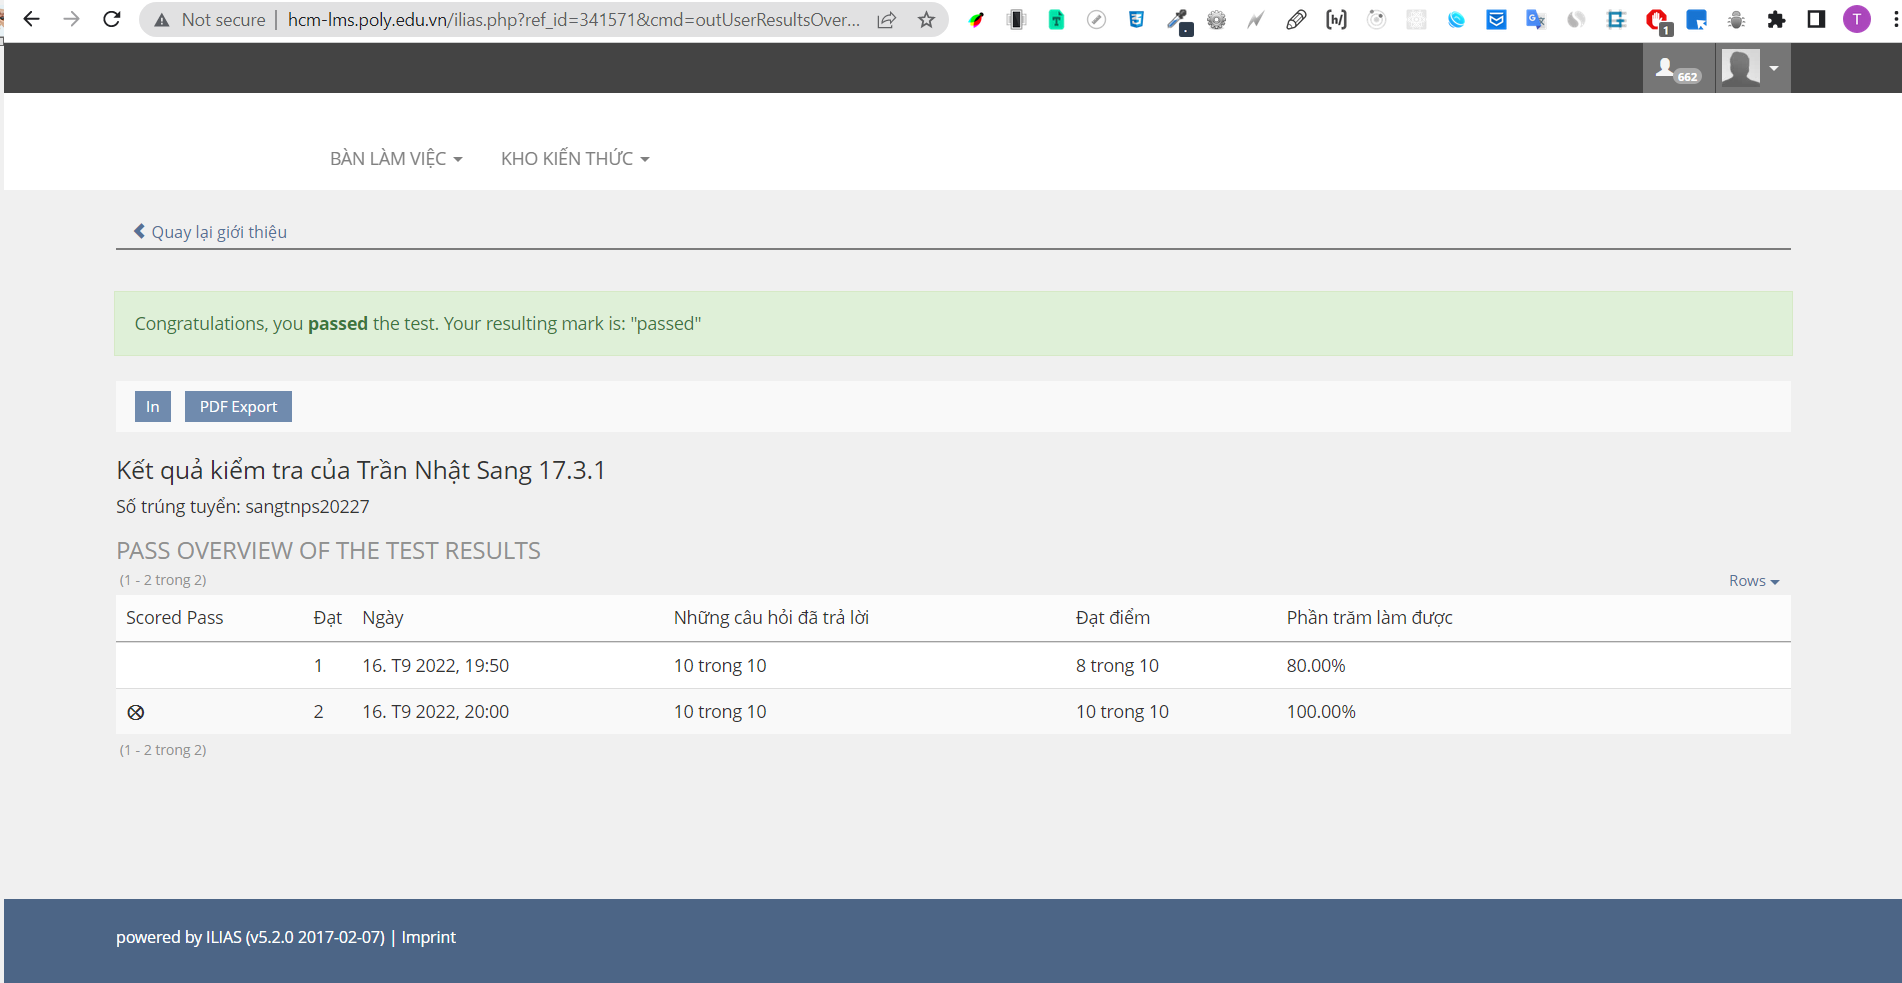 Not secure | hcm-lms.poly.edu.vn/ilias.php?ref_id=341571&cmd=outUserResultsOver...
1
T
662
BÀN LÀM VIỆC KHO KIẾN THỨC
Quay lại giới thiệu
Congratulations, you passed the test. Your resulting mark is: "passed"
In PDF Export
Kết quả kiểm tra của Trần Nhật Sang 17.3.1
Số trúng tuyển: sangtnps20227
PASS OVERVIEW OF THE TEST RESULTS
(1 - 2 trong 2) Rows
Scored Pass Đạt Ngày Những câu hỏi đã trả lời Đạt điểm Phần trăm làm được
1 16. T9 2022, 19:50 10 trong 10 8 trong 10 80.00%
2 16. T9 2022, 20:00 10 trong 10 10 trong 10 100.00%
(1 - 2 trong 2)
powered by ILIAS (v5.2.0 2017-02-07) | Imprint